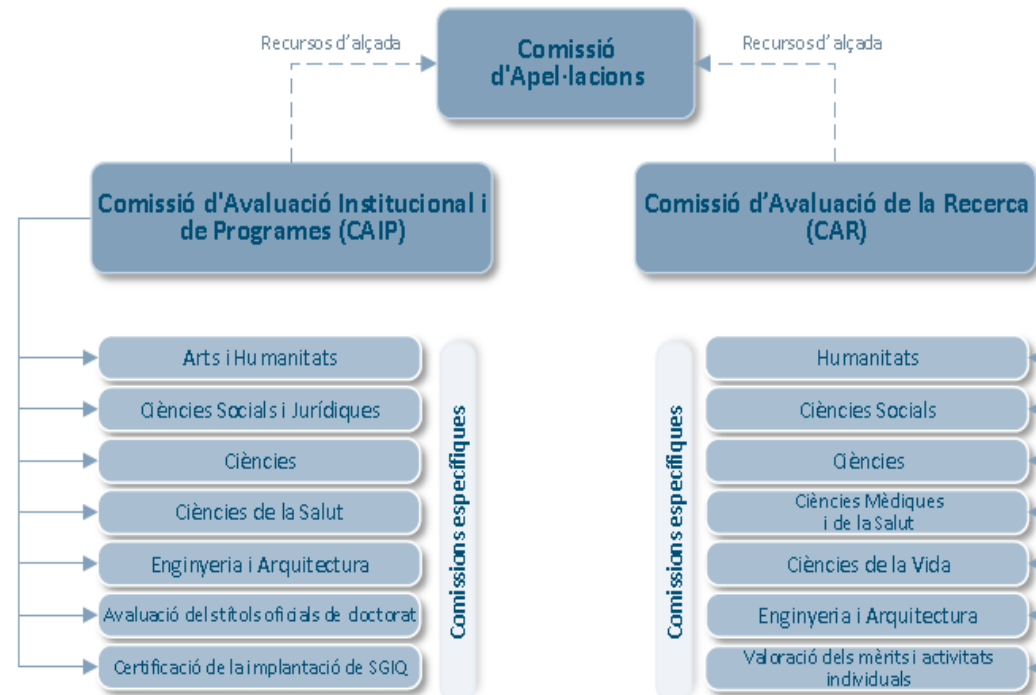 Recursos d'alçada
Comissió
d'Apel·lacions
Recursos d'alçada
Comissió d'Avaluació Institucional i
de Programes (CAIP)
Comissió d'Avaluació de la Recerca
(CAR)
Comissions específiques
Arts i Humanitats
Ciències Socials i Jurídiques
Ciències
Ciències de la Salut
Enginyeria i Arquitectura
Avaluació dels títols oficials de doctorat
Certificació de la implantació de SGIQ
Comissions específiques
Humanitats
Ciències Socials
Ciències
Ciències Mèdiques
i de la Salut
Ciències de la Vida
Enginyeria i Arquitectura
Valoració dels mèrits i activitats
individuals